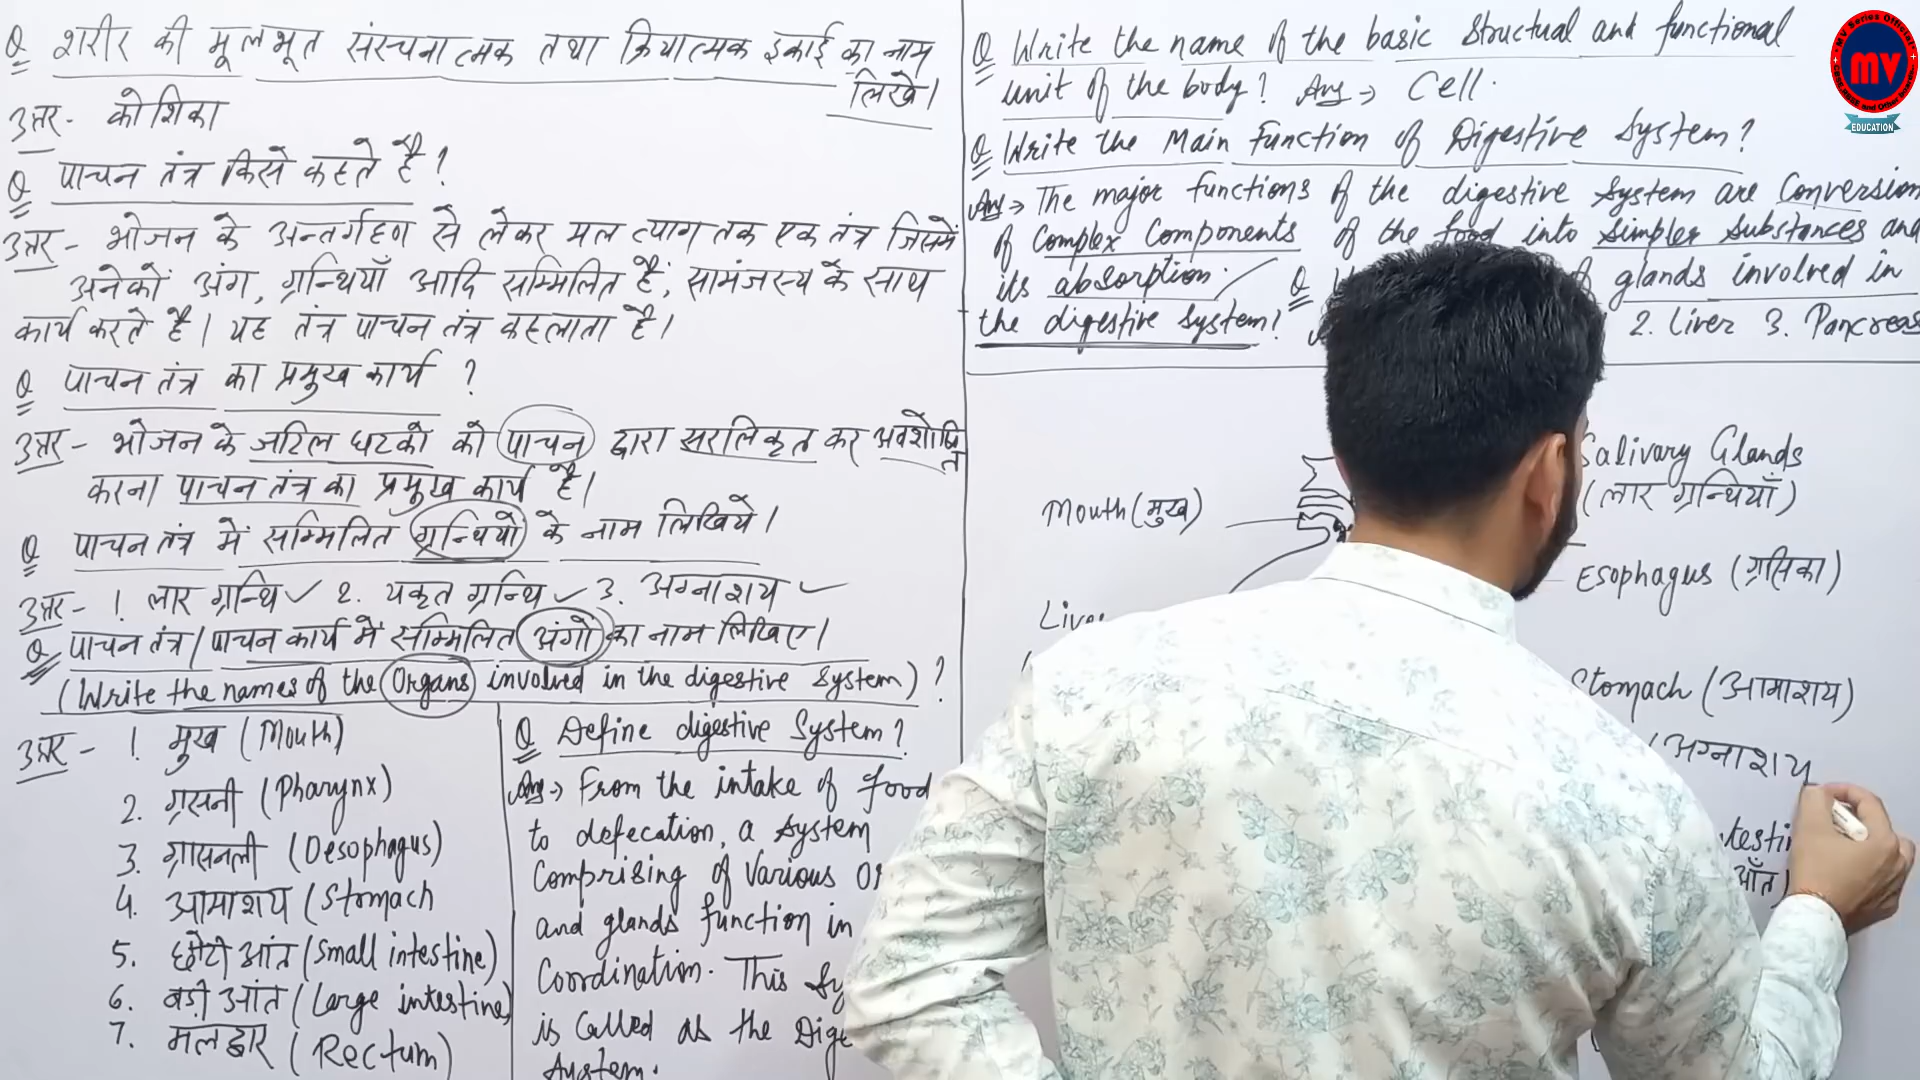 Q शरीर की मूलभूत संरचनात्मक तथा क्रियात्मक इकाई का नाम
लिखे।
उत्तर- कोशिका
Q पाचन तंत्र किसे कहते है?
उत्तर- भोजन के अन्तर्गहण से लेकर मल त्याग तक एक तंत्र जिसमें
अनेकों अंग, ग्रन्थियाँ आदि सम्मिलित हैं, सामंजस्य के साथ
कार्य करते है। यह तंत्र पाचन तंत्र कहलाता है।
Q पाचन तंत्र का प्रमुख कार्य ?
उत्तर- भोजन के जटिल घटको को पाचन द्वारा सरलिकृत कर अवशोषित
करना पाचन तंत्र का प्रमुख कार्य है।
Q पाचन तंत्र में सम्मिलित ग्रन्थियो के नाम लिखिये।
उत्तर- 1. लार ग्रन्थि ✓ 2. यकृत ग्रन्थि ✓ 3. अग्नाशय ✓
Q पाचन तंत्र/पाचन कार्य में सम्मिलित अंगो का नाम लिखिए।
(Write the names of the Organs involved in the digestive System) ?
उत्तर- 1. मुख (Mouth)
2. ग्रसनी (Pharynx)
3. ग्रासनली (Oesophagus)
4. आमाशय (Stomach
5. छोटी आंत (Small intestine)
6. बड़ी आंत (Large intestine)
7. मलद्वार (Rectum)
Q Define digestive System?
Ans→ From the intake of food
to defecation, a System
Comprising of Various
and glands function in
Coordination. This
is Called as the
System.
Q Write the name of the basic Structual and functional
unit of the body? Ans→ Cell.
Q Write the Main function of Digestive System?
Ans→ The major functions of the digestive System are Conversion
of Complex Components of the food into Simpler Substances and
its absorption. Q glands involved in
the digestive System? 2. Liver 3. Pancreas
Mouth (मुख)
Salivary Glands
(लार ग्रन्थियाँ)
Esophagus (ग्रसिका)
Liver
Stomach (आमाशय)
(अग्नाशय
आँत)
MV Series Official
MV
EDUCATION